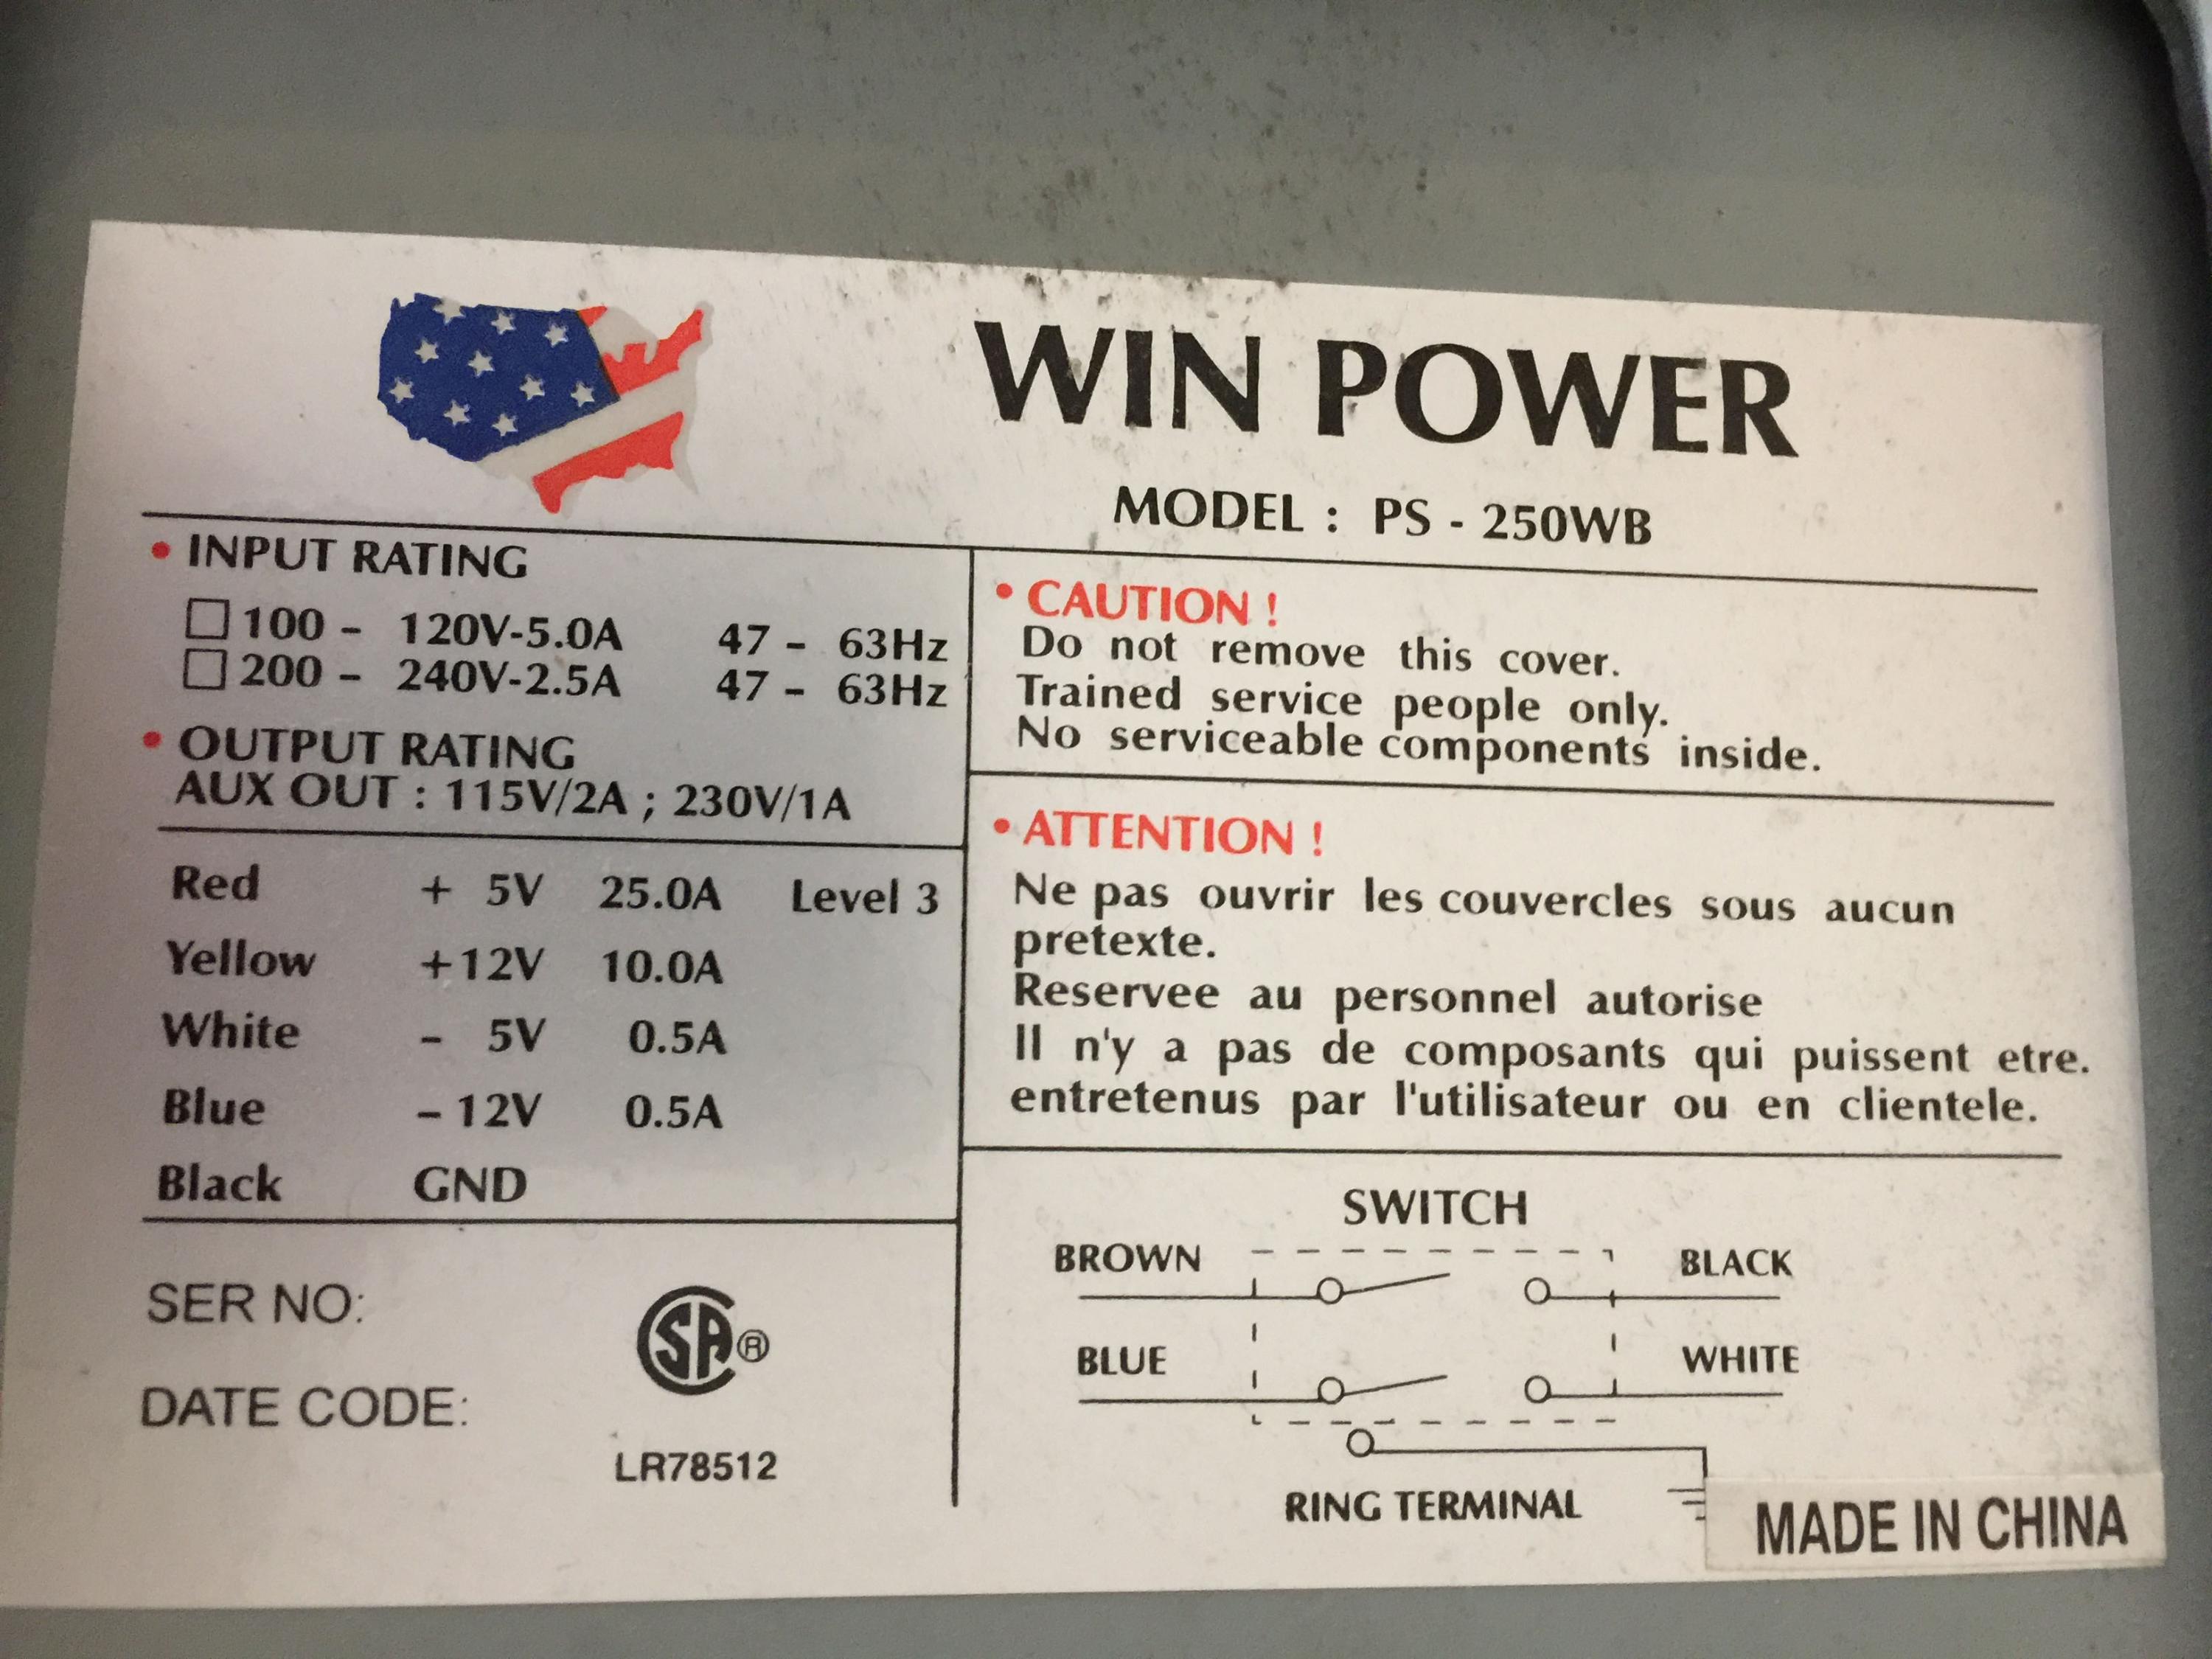 WIN POWER
MODEL : PS - 250WB
• INPUT RATING
☐ 100 - 120V-5.0A 47 - 63Hz
☐ 200 - 240V-2.5A 47 - 63Hz
• OUTPUT RATING
AUX OUT : 115V/2A ; 230V/1A
Red + 5V 25.0A Level 3
Yellow +12V 10.0A
White - 5V 0.5A
Blue - 12V 0.5A
Black GND
SER NO:
DATE CODE:
SA ®
LR78512
• CAUTION !
Do not remove this cover.
Trained service people only.
No serviceable components inside.
• ATTENTION !
Ne pas ouvrir les couvercles sous aucun
pretexte.
Reservee au personnel autorise
Il n'y a pas de composants qui puissent etre.
entretenus par l'utilisateur ou en clientele.
SWITCH
BROWN BLACK
BLUE WHITE
RING TERMINAL
MADE IN CHINA